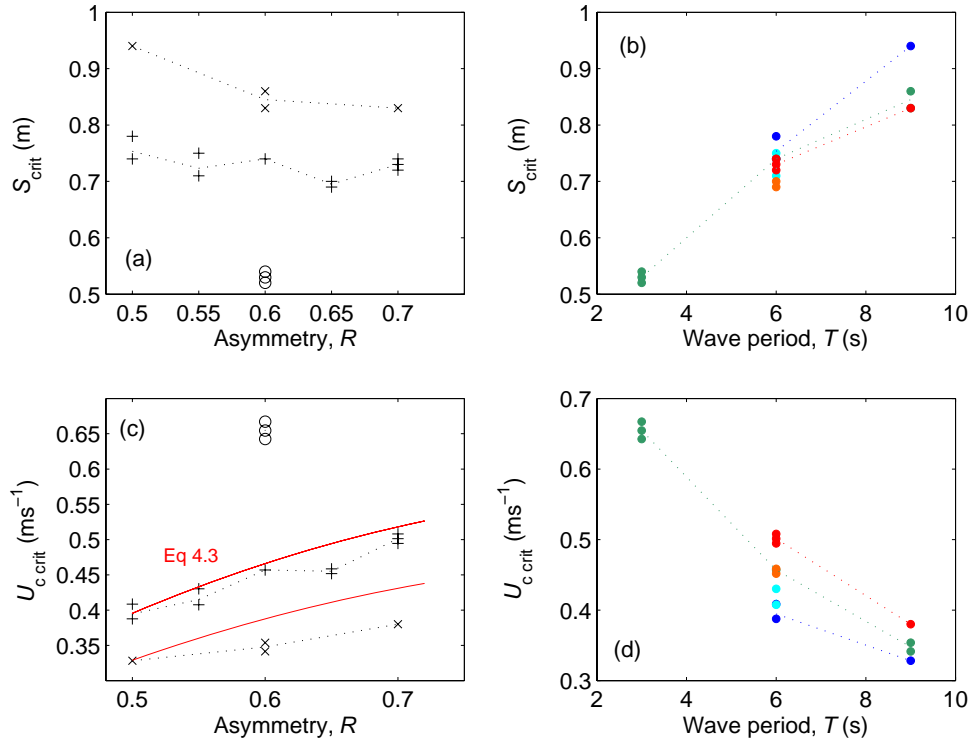 1
0.9
0.8
0.7
0.6
0.5
S_crit (m)
(a)
0.5 0.55 0.6 0.65 0.7
Asymmetry, R
1
0.9
0.8
0.7
0.6
0.5
S_crit (m)
(b)
2 4 6 8 10
Wave period, T (s)
0.65
0.6
0.55
0.5
0.45
0.4
0.35
U_c crit (ms⁻¹)
(c)
Eq 4.3
0.5 0.55 0.6 0.65 0.7
Asymmetry, R
0.7
0.6
0.5
0.4
0.3
U_c crit (ms⁻¹)
(d)
2 4 6 8 10
Wave period, T (s)